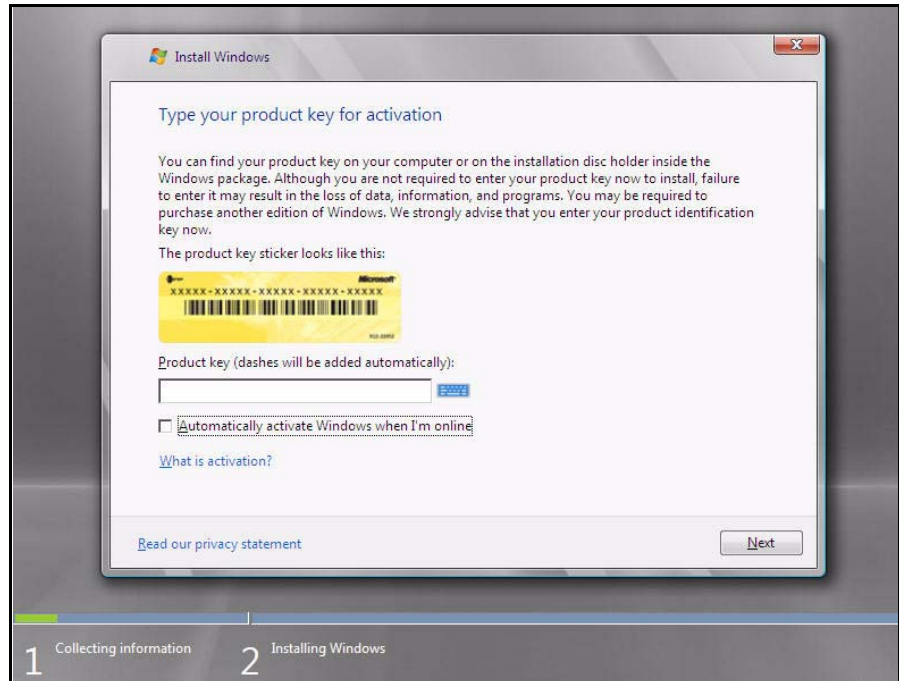 Install Windows
Type your product key for activation
You can find your product key on your computer or on the installation disc holder inside the
Windows package. Although you are not required to enter your product key now to install, failure
to enter it may result in the loss of data, information, and programs. You may be required to
purchase another edition of Windows. We strongly advise that you enter your product identification
key now.
The product key sticker looks like this:
Microsoft
XXXXX-XXXXX-XXXXX-XXXXX-XXXXX
Product key (dashes will be added automatically):
Automatically activate Windows when I'm online
What is activation?
Read our privacy statement
Next
1 Collecting information
2 Installing Windows